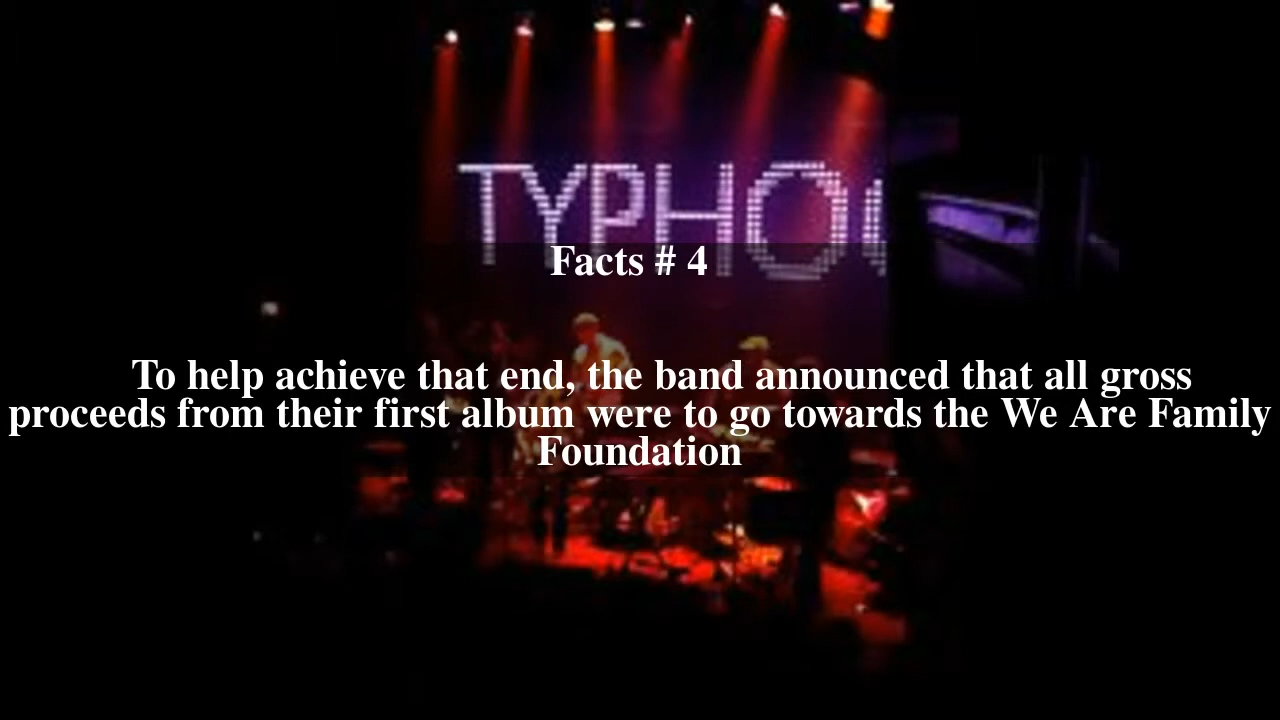 TYPHO
Facts # 4
To help achieve that end, the band announced that all gross
proceeds from their first album were to go towards the We Are Family
Foundation